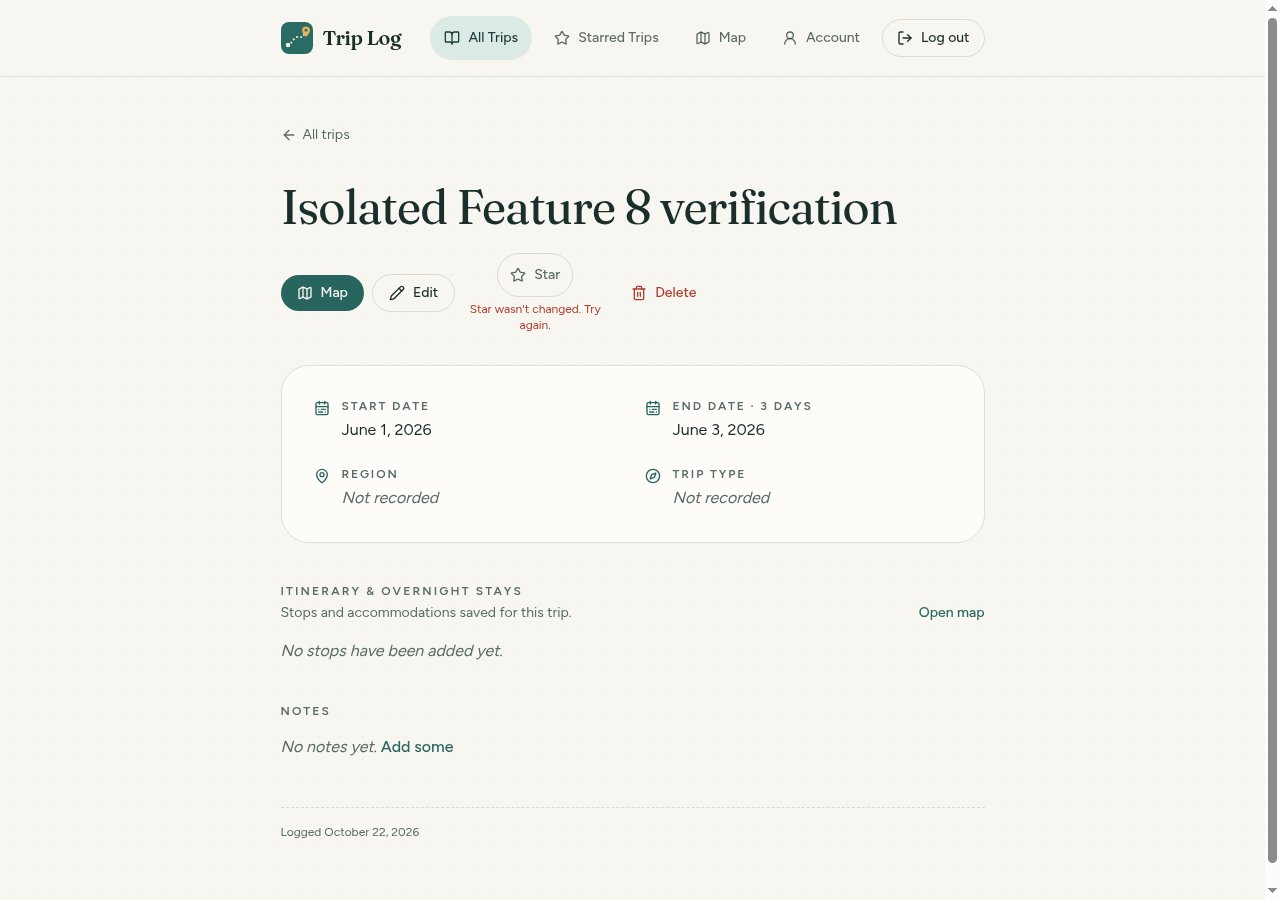 Trip Log
All Trips
Starred Trips
Map
Account
Log out
All trips
Isolated Feature 8 verification
Map
Edit
Star
Star wasn't changed. Try
again.
Delete
START DATE
June 1, 2026
END DATE · 3 DAYS
June 3, 2026
REGION
Not recorded
TRIP TYPE
Not recorded
ITINERARY & OVERNIGHT STAYS
Stops and accommodations saved for this trip.
Open map
No stops have been added yet.
NOTES
No notes yet. Add some
Logged October 22, 2026